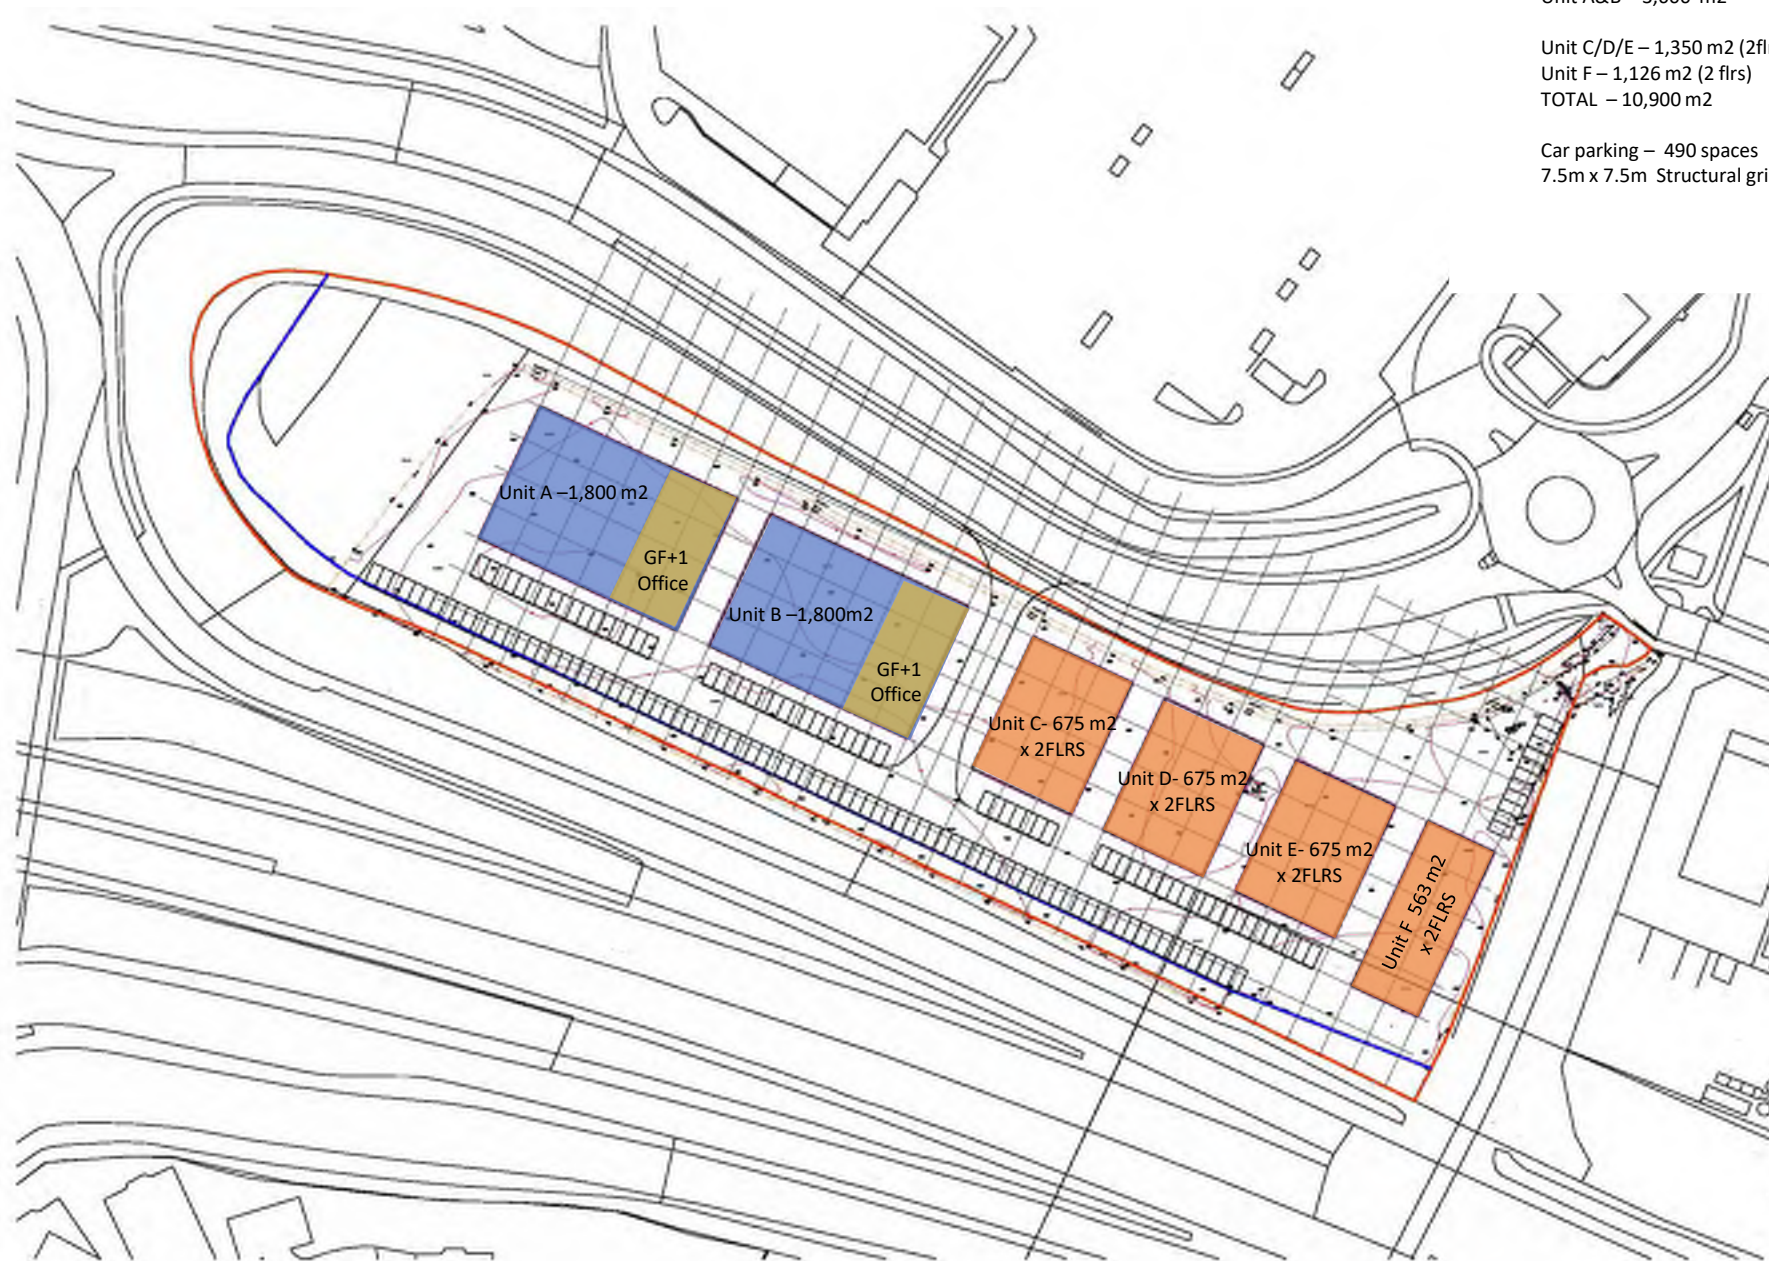 Unit C/D/E – 1,350 m2 (2fl
Unit F – 1,126 m2 (2 flrs)
TOTAL – 10,900 m2
Car parking – 490 spaces
7.5m x 7.5m Structural gri
Unit A –1,800 m2
GF+1
Office
Unit B –1,800m2
GF+1
Office
Unit C- 675 m2
x 2FLRS
Unit D- 675 m2
x 2FLRS
Unit E- 675 m2
x 2FLRS
Unit F 563 m2
x 2FLRS